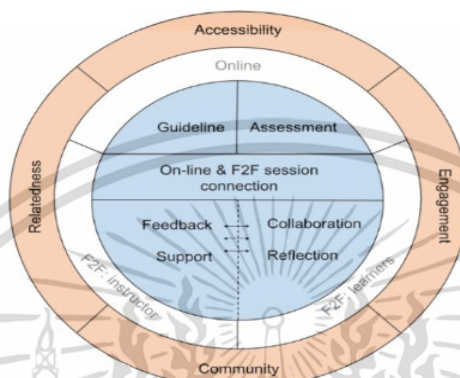 Accessibility
Online
Guideline
Assessment
On-line & F2F session
connection
Relatedness
Engagement
Feedback
Collaboration
Support
Reflection
F2F: instructor
F2F: learners
Community